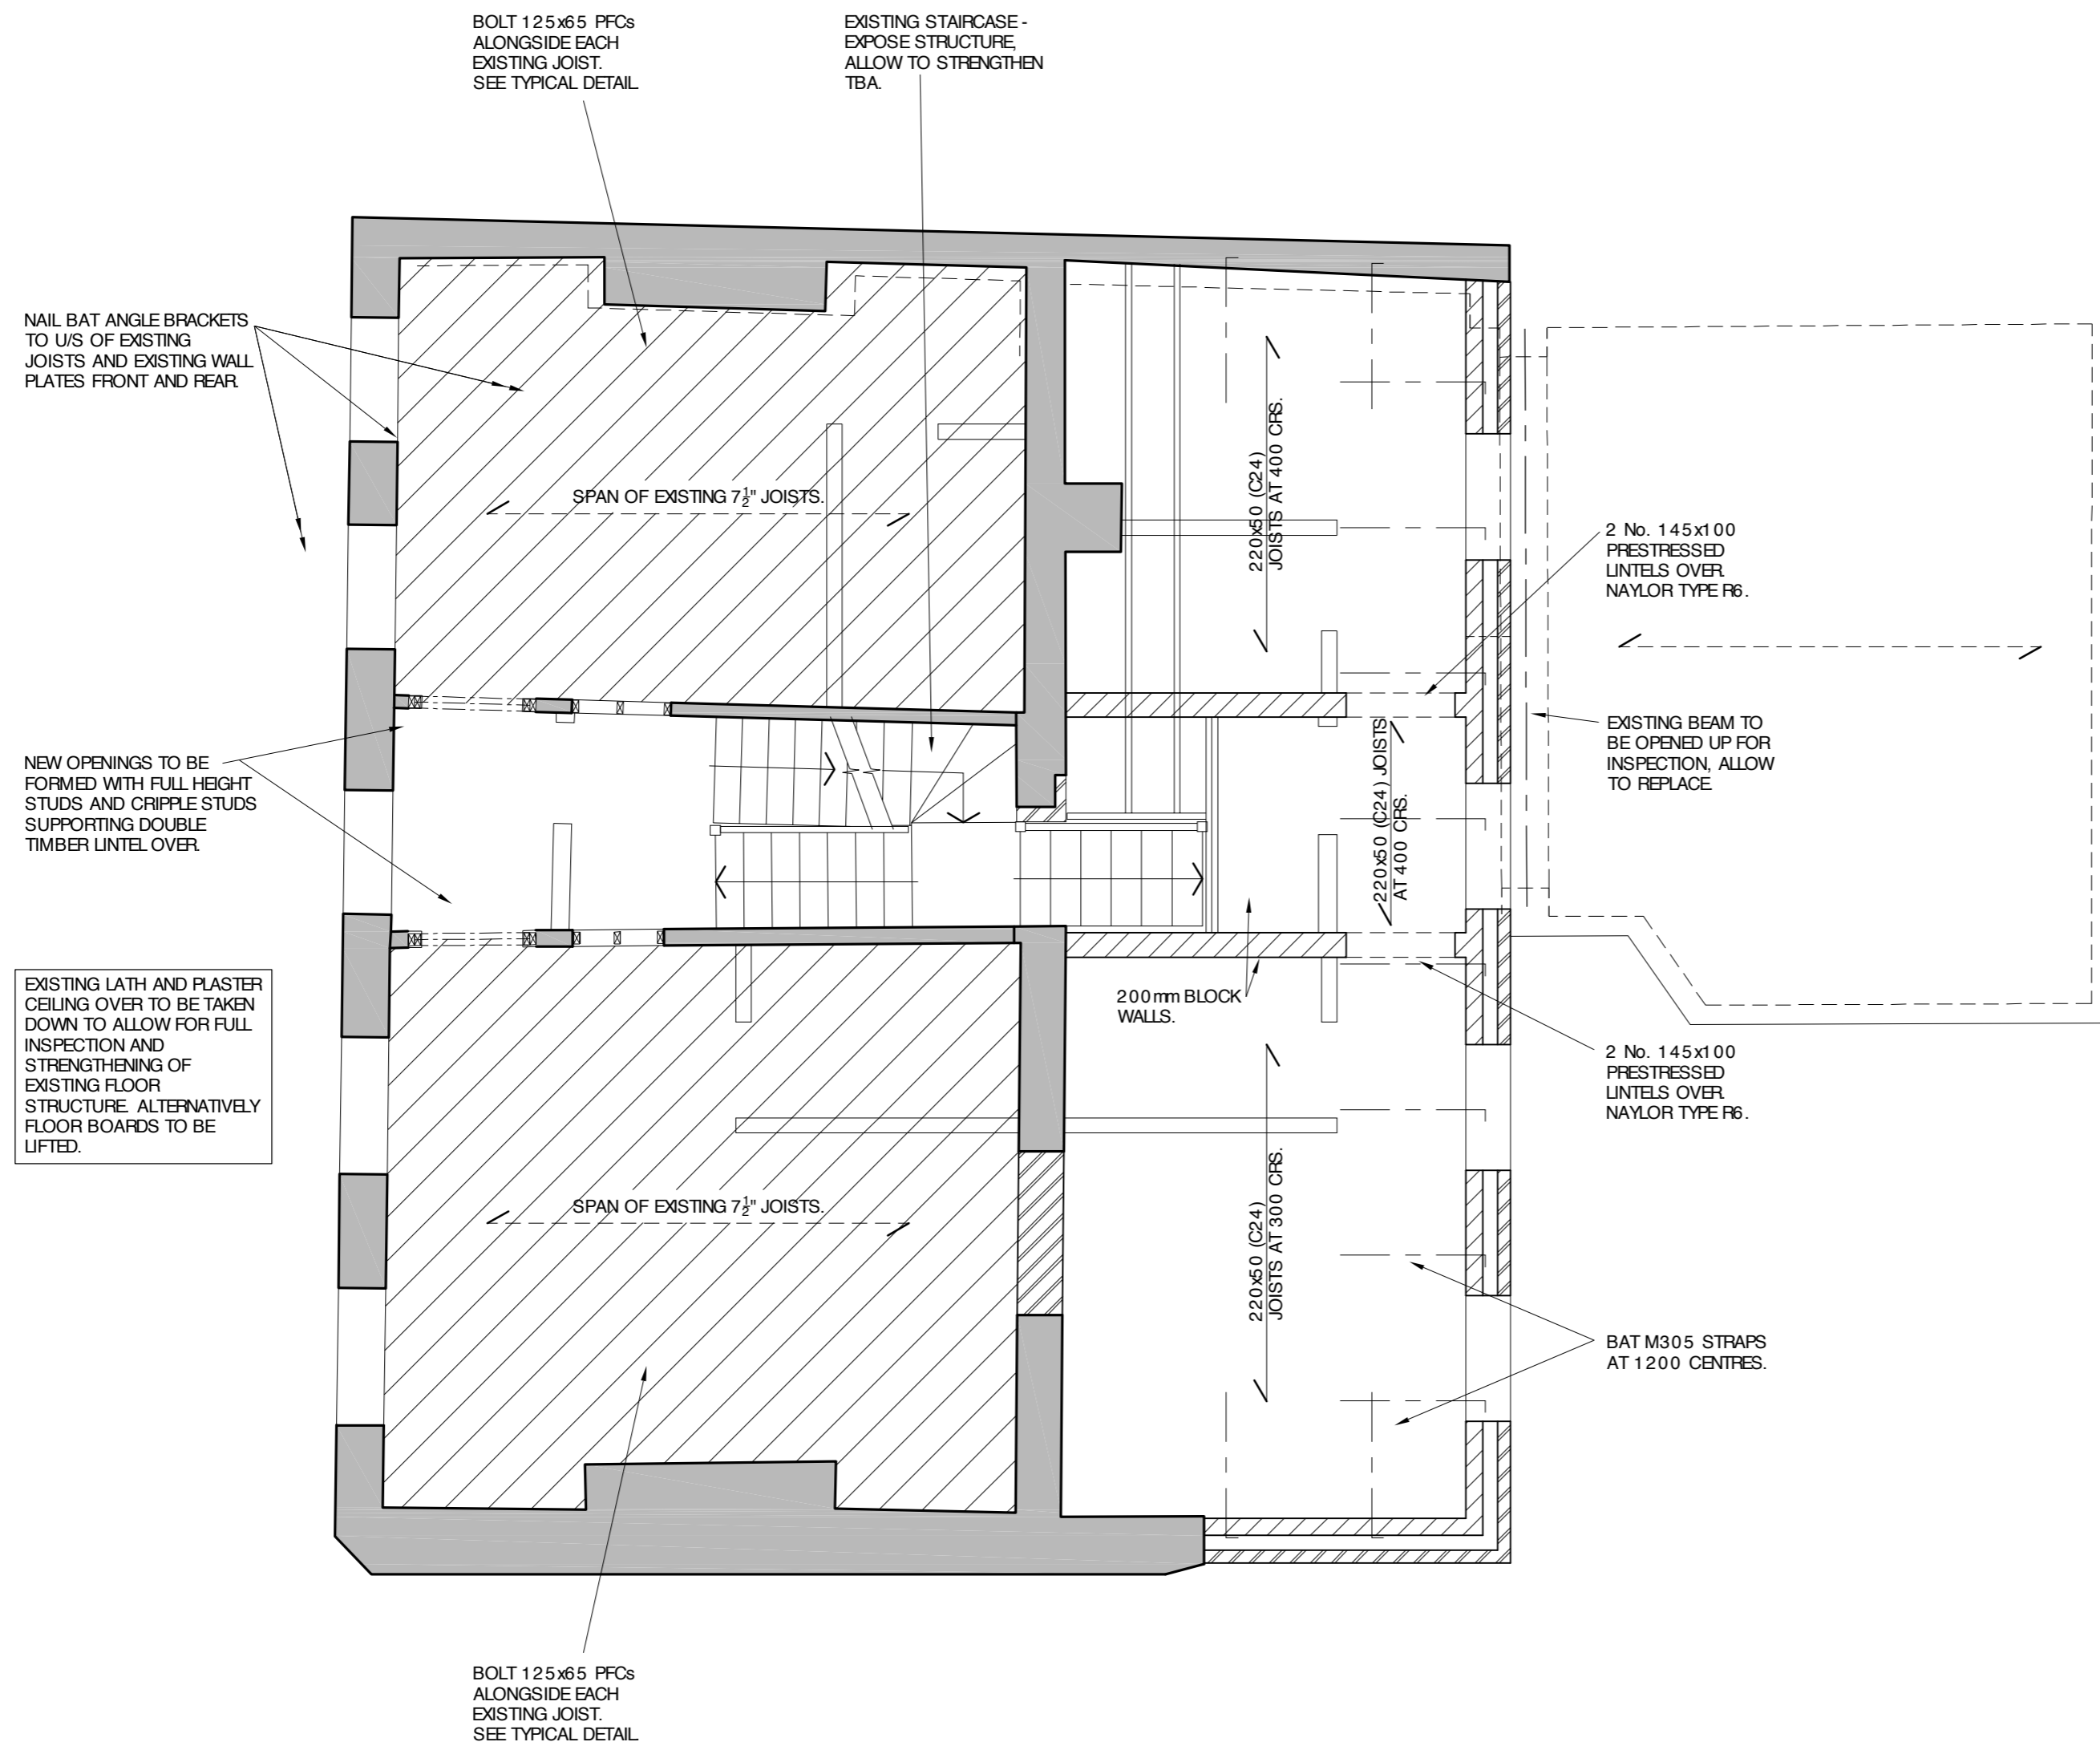 BOLT 125x65 PFCs
ALONGSIDE EACH
EXISTING JOIST.
SEE TYPICAL DETAIL
EXISTING STAIRCASE -
EXPOSE STRUCTURE,
ALLOW TO STRENGTHEN
TBA.
NAIL BAT ANGLE BRACKETS
TO U/S OF EXISTING
JOISTS AND EXISTING WALL
PLATES FRONT AND REAR.
SPAN OF EXISTING 7½" JOISTS.
220x50 (C24)
JOISTS AT 400 CRS.
2 No. 145x100
PRESTRESSED
LINTELS OVER.
NAYLOR TYPE R6.
NEW OPENINGS TO BE
FORMED WITH FULL HEIGHT
STUDS AND CRIPPLE STUDS
SUPPORTING DOUBLE
TIMBER LINTEL OVER.
220x50 (C24) JOISTS
AT 400 CRS.
EXISTING BEAM TO
BE OPENED UP FOR
INSPECTION, ALLOW
TO REPLACE.
EXISTING LATH AND PLASTER
CEILING OVER TO BE TAKEN
DOWN TO ALLOW FOR FULL
INSPECTION AND
STRENGTHENING OF
EXISTING FLOOR
STRUCTURE. ALTERNATIVELY
FLOOR BOARDS TO BE
LIFTED.
200mm BLOCK
WALLS.
2 No. 145x100
PRESTRESSED
LINTELS OVER.
NAYLOR TYPE R6.
SPAN OF EXISTING 7½" JOISTS.
220x50 (C24)
JOISTS AT 300 CRS.
BAT M305 STRAPS
AT 1200 CENTRES.
BOLT 125x65 PFCs
ALONGSIDE EACH
EXISTING JOIST.
SEE TYPICAL DETAIL